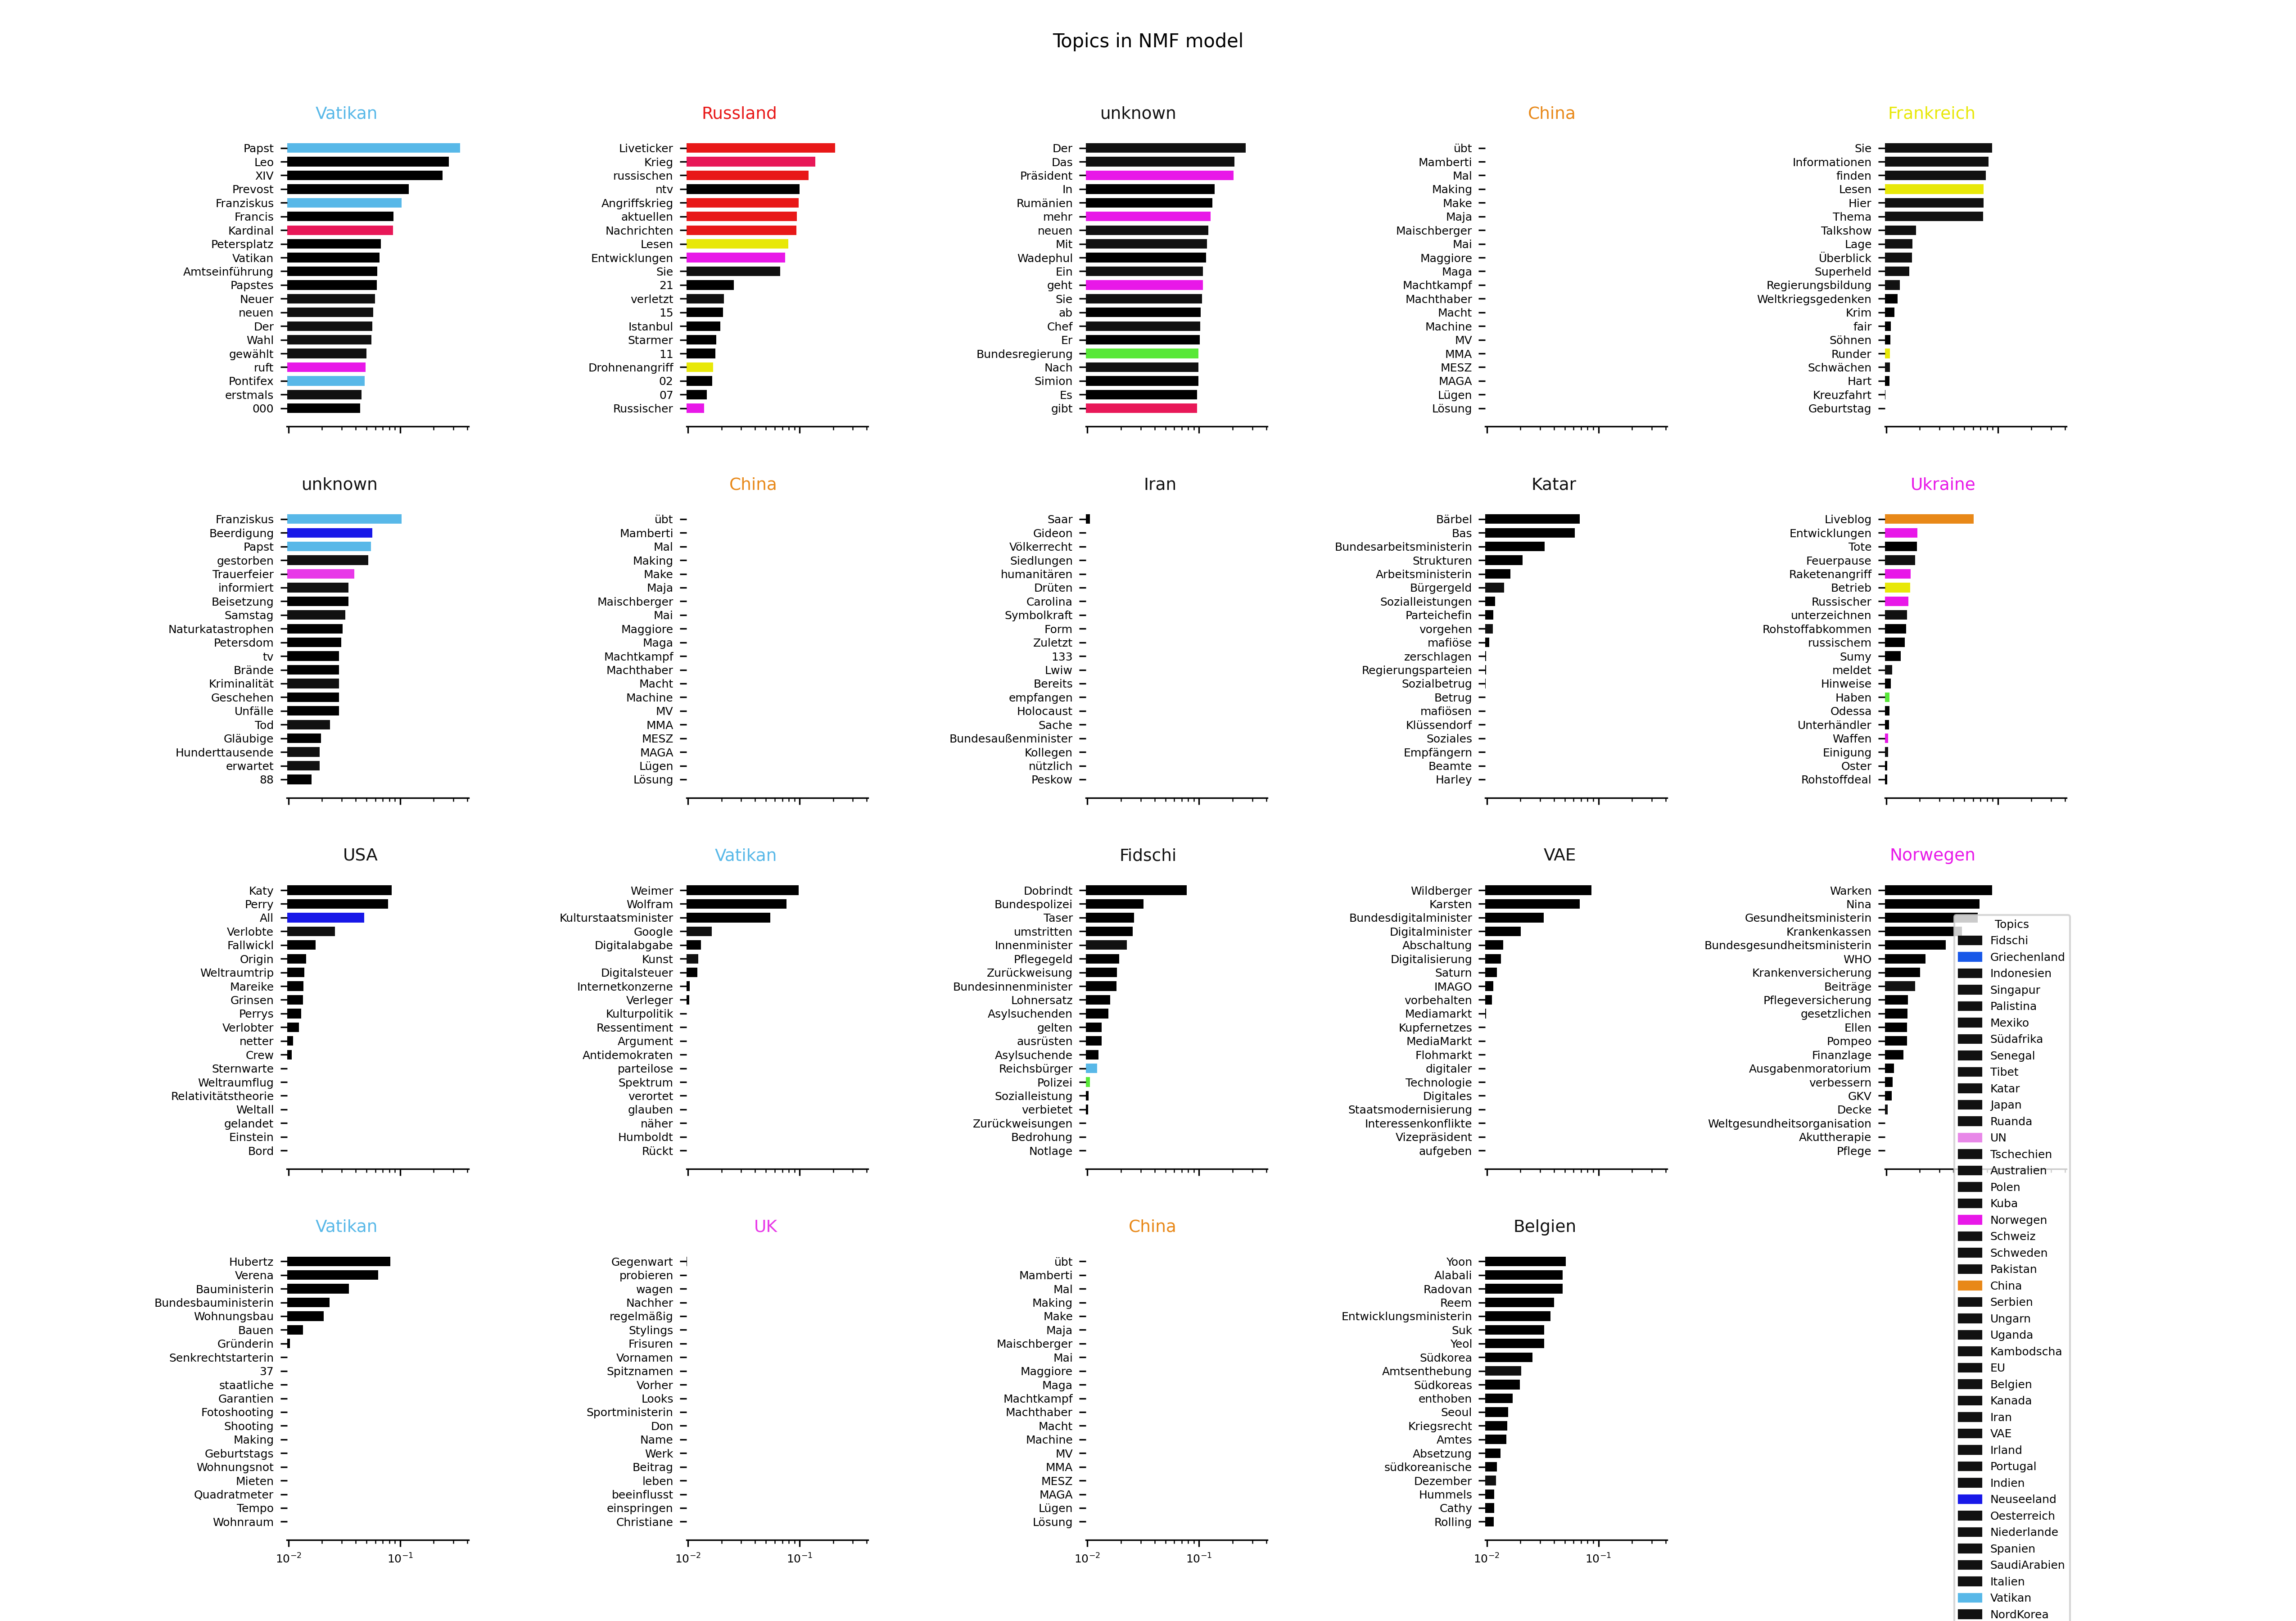 Topics in NMF model
Vatikan
Papst
Leo
XIV
Prevost
Franziskus
Francis
Kardinal
Petersplatz
Vatikan
Amtseinführung
Papstes
Neuer
neuen
Der
Wahl
gewählt
ruft
Pontifex
erstmals
000
Russland
Liveticker
Krieg
russischen
ntv
Angriffskrieg
aktuellen
Nachrichten
Lesen
Entwicklungen
Sie
21
verletzt
15
Istanbul
Starmer
11
Drohnenangriff
02
07
Russischer
unknown
Der
Das
Präsident
In
Rumänien
mehr
neuen
Mit
Wadephul
Ein
geht
Sie
ab
Chef
Er
Bundesregierung
Nach
Simion
Es
gibt
China
übt
Mamberti
Mal
Making
Make
Maja
Maischberger
Mai
Maggiore
Maga
Machtkampf
Machthaber
Macht
Machine
MV
MMA
MESZ
MAGA
Lügen
Lösung
Frankreich
Sie
Informationen
finden
Lesen
Hier
Thema
Talkshow
Lage
Überblick
Superheld
Regierungsbildung
Weltkriegsgedenken
Krim
fair
Söhnen
Runder
Schwächen
Hart
Kreuzfahrt
Geburtstag
unknown
Franziskus
Beerdigung
Papst
gestorben
Trauerfeier
informiert
Beisetzung
Samstag
Naturkatastrophen
Petersdom
tv
Brände
Kriminalität
Geschehen
Unfälle
Tod
Gläubige
Hunderttausende
erwartet
88
China
übt
Mamberti
Mal
Making
Make
Maja
Maischberger
Mai
Maggiore
Maga
Machtkampf
Machthaber
Macht
Machine
MV
MMA
MESZ
MAGA
Lügen
Lösung
Iran
Saar
Gideon
Völkerrecht
Siedlungen
humanitären
Drüten
Carolina
Symbolkraft
Form
Zuletzt
133
Lwiw
Bereits
empfangen
Holocaust
Sache
Bundesaußenminister
Kollegen
nützlich
Peskow
Katar
Bärbel
Bas
Bundesarbeitsministerin
Strukturen
Arbeitsministerin
Bürgergeld
Sozialleistungen
Parteichefin
vorgehen
mafiöse
zerschlagen
Regierungsparteien
Sozialbetrug
Betrug
mafiösen
Klüssendorf
Soziales
Empfängern
Beamte
Harley
Ukraine
Liveblog
Entwicklungen
Tote
Feuerpause
Raketenangriff
Betrieb
Russischer
unterzeichnen
Rohstoffabkommen
russischem
Sumy
meldet
Hinweise
Haben
Odessa
Unterhändler
Waffen
Einigung
Oster
Rohstoffdeal
USA
Katy
Perry
All
Verlobte
Fallwickl
Origin
Weltraumtrip
Mareike
Grinsen
Perrys
Verlobter
netter
Crew
Sternwarte
Weltraumflug
Relativitätstheorie
Weltall
gelandet
Einstein
Bord
Vatikan
Weimer
Wolfram
Kulturstaatsminister
Google
Digitalabgabe
Kunst
Digitalsteuer
Internetkonzerne
Verleger
Kulturpolitik
Ressentiment
Argument
Antidemokraten
parteilose
Spektrum
verortet
glauben
näher
Humboldt
Rückt
Fidschi
Dobrindt
Bundespolizei
Taser
umstritten
Innenminister
Pflegegeld
Zurückweisung
Bundesinnenminister
Lohnersatz
Asylsuchenden
gelten
ausrüsten
Asylsuchende
Reichsbürger
Polizei
Sozialleistung
verbietet
Zurückweisungen
Bedrohung
Notlage
VAE
Wildberger
Karsten
Bundesdigitalminister
Digitalminister
Abschaltung
Digitalisierung
Saturn
IMAGO
vorbehalten
Mediamarkt
Kupfernetzes
MediaMarkt
Flohmarkt
digitaler
Technologie
Digitales
Staatsmodernisierung
Interessenkonflikte
Vizepräsident
aufgeben
Norwegen
Warken
Nina
Gesundheitsministerin
Krankenkassen
Bundesgesundheitsministerin
WHO
Krankenversicherung
Beiträge
Pflegeversicherung
gesetzlichen
Ellen
Pompeo
Finanzlage
Ausgabenmoratorium
verbessern
GKV
Decke
Weltgesundheitsorganisation
Akuttherapie
Pflege
Vatikan
Hubertz
Verena
Bauministerin
Bundesbauministerin
Wohnungsbau
Bauen
Gründerin
Senkrechtstarterin
37
staatliche
Garantien
Fotoshooting
Shooting
Making
Geburtstags
Wohnungsnot
Mieten
Quadratmeter
Tempo
Wohnraum
10⁻² 10⁻¹
UK
Gegenwart
probieren
wagen
Nachher
regelmäßig
Stylings
Frisuren
Vornamen
Spitznamen
Vorher
Looks
Sportministerin
Don
Name
Werk
Beitrag
leben
beeinflusst
einspringen
Christiane
10⁻² 10⁻¹
China
übt
Mamberti
Mal
Making
Make
Maja
Maischberger
Mai
Maggiore
Maga
Machtkampf
Machthaber
Macht
Machine
MV
MMA
MESZ
MAGA
Lügen
Lösung
10⁻² 10⁻¹
Belgien
Yoon
Alabali
Radovan
Reem
Entwicklungsministerin
Suk
Yeol
Südkorea
Amtsenthebung
Südkoreas
enthoben
Seoul
Kriegsrecht
Amtes
Absetzung
südkoreanische
Dezember
Hummels
Cathy
Rolling
10⁻² 10⁻¹
Topics
Fidschi
Griechenland
Indonesien
Singapur
Palistina
Mexiko
Südafrika
Senegal
Tibet
Katar
Japan
Ruanda
UN
Tschechien
Australien
Polen
Kuba
Norwegen
Schweiz
Schweden
Pakistan
China
Serbien
Ungarn
Uganda
Kambodscha
EU
Belgien
Kanada
Iran
VAE
Irland
Portugal
Indien
Neuseeland
Oesterreich
Niederlande
Spanien
SaudiArabien
Italien
Vatikan
NordKorea